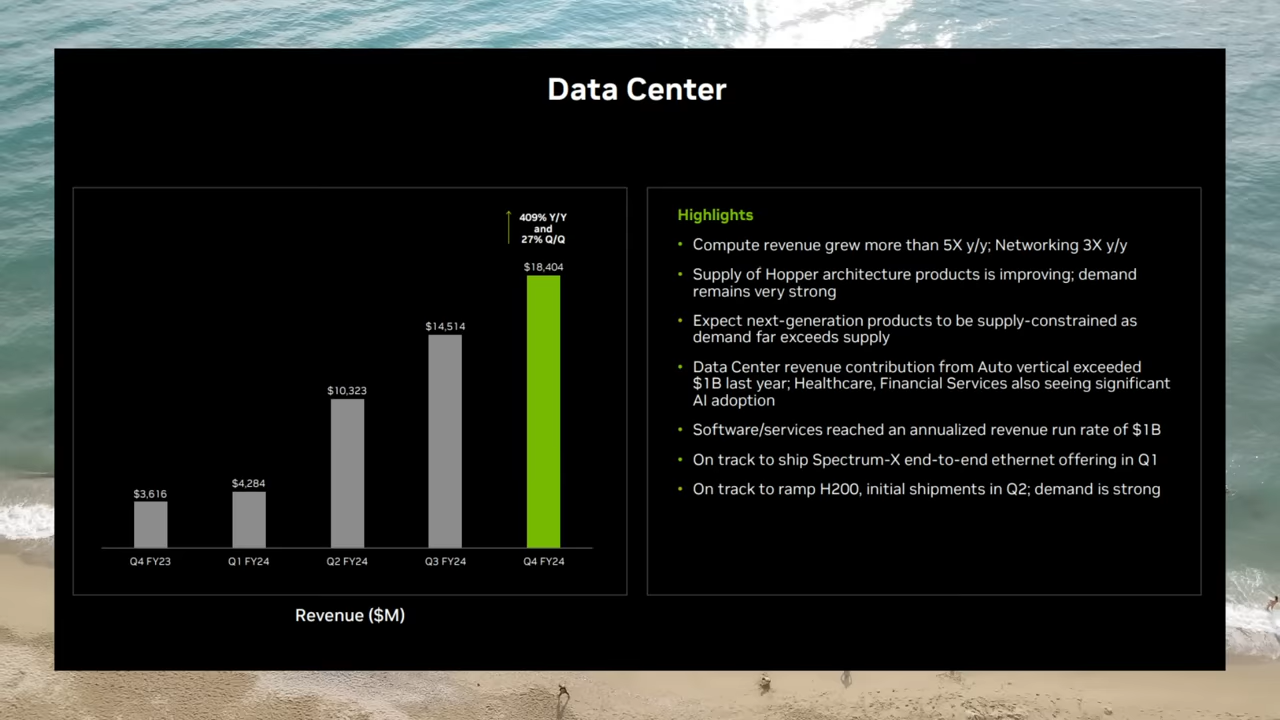 Data Center
409% Y/Y
and
27% Q/Q
$3,616
$4,284
$10,323
$14,514
$18,404
Q4 FY23
Q1 FY24
Q2 FY24
Q3 FY24
Q4 FY24
Revenue ($M)
Highlights
• Compute revenue grew more than 5X y/y; Networking 3X y/y
• Supply of Hopper architecture products is improving; demand
remains very strong
• Expect next-generation products to be supply-constrained as
demand far exceeds supply
• Data Center revenue contribution from Auto vertical exceeded
$1B last year; Healthcare, Financial Services also seeing significant
AI adoption
• Software/services reached an annualized revenue run rate of $1B
• On track to ship Spectrum-X end-to-end ethernet offering in Q1
• On track to ramp H200, initial shipments in Q2; demand is strong